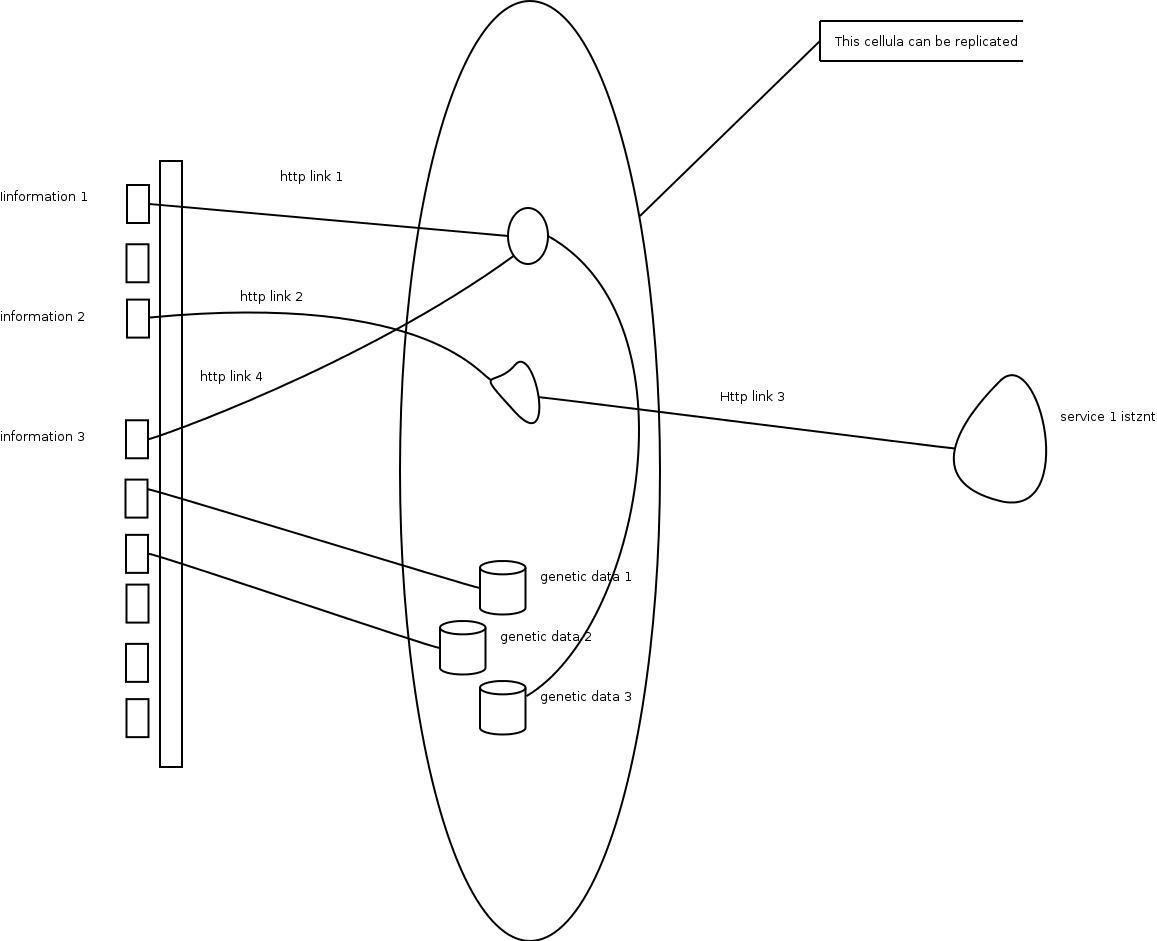 This cellula can be replicated
http link 1
Iinformation 1
http link 2
information 2
http link 4
Http link 3
service 1 istznt
information 3
genetic data 1
genetic data 2
genetic data 3